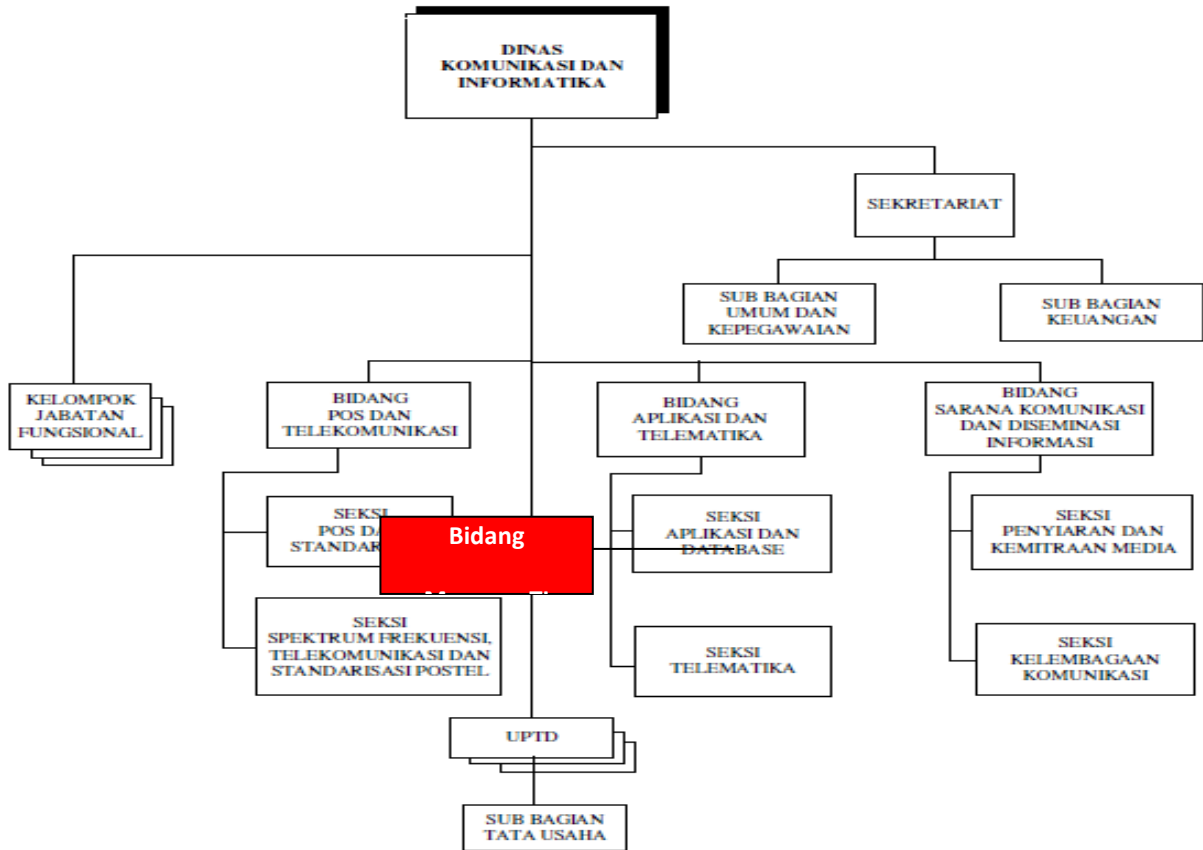 DINAS
KOMUNIKASI DAN
INFORMATIKA
SEKRETARIAT
SUB BAGIAN
UMUM DAN
KEPEGAWAIAN
SUB BAGIAN
KEUANGAN
KELOMPOK
JABATAN
FUNGSIONAL
BIDANG
POS DAN
TELEKOMUNIKASI
BIDANG
APLIKASI DAN
TELEMATIKA
BIDANG
SARANA KOMUNIKASI
DAN DISEMINASI
INFORMASI
SEKSI
POS
Bidang
SEKSI
APLIKASI DAN
DATABASE
SEKSI
PENYIARAN DAN
KEMITRAAN MEDIA
SEKSI
SPEKTRUM FREKUENSI,
TELEKOMUNIKASI DAN
STANDARISASI POSTEL
SEKSI
TELEMATIKA
SEKSI
KELEMBAGAAN
KOMUNIKASI
UPTD
SUB BAGIAN
TATA USAHA